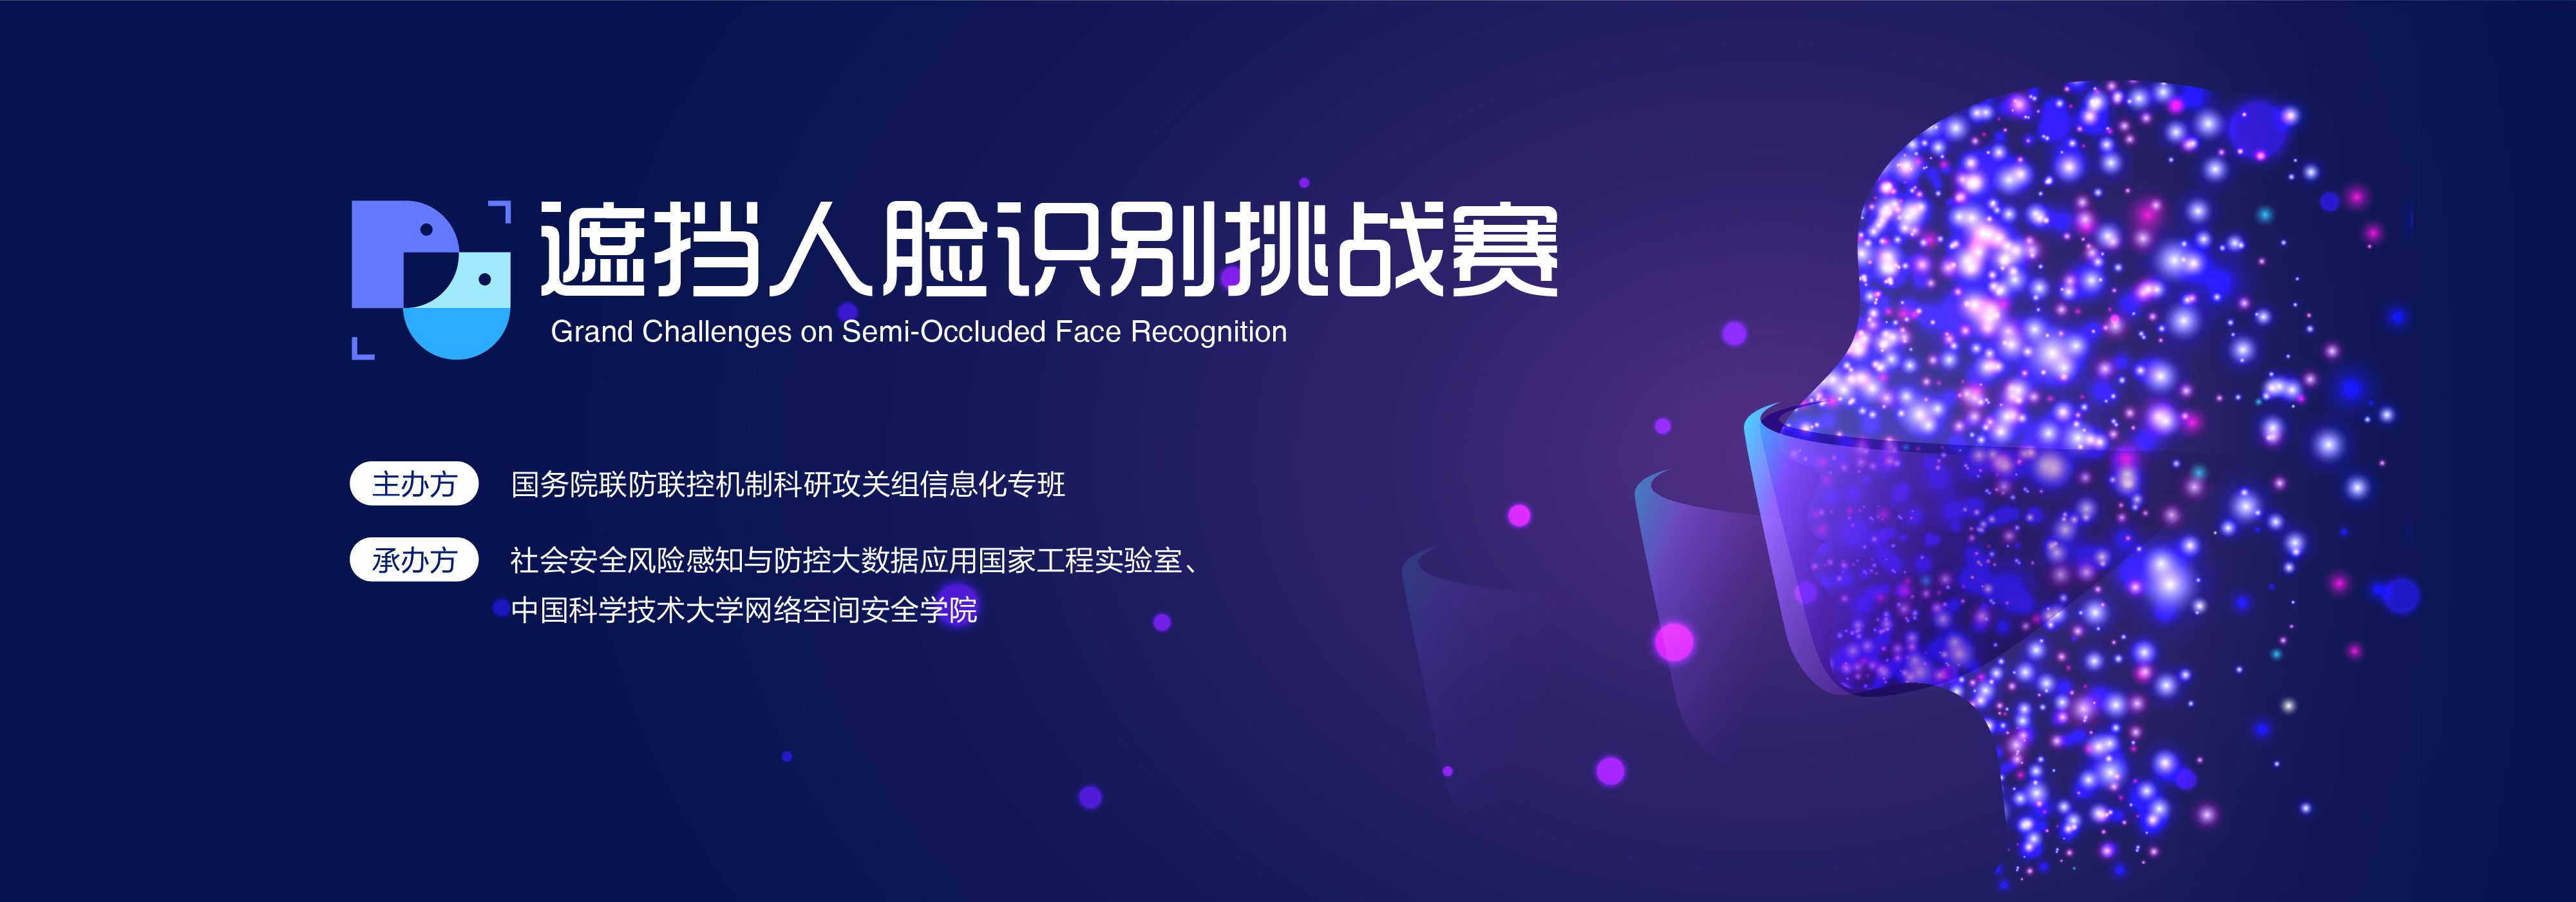 遮挡人脸识别挑战赛
Grand Challenges on Semi-Occluded Face Recognition
主办方 国务院联防联控机制科研攻关组信息化专班
承办方 社会安全风险感知与防控大数据应用国家工程实验室、
中国科学技术大学网络空间安全学院